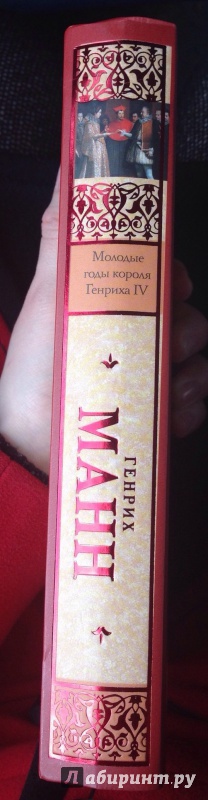 Молодые
годы короля
Генриха IV
ГЕНРИХ
МАНН
Лабиринт.ру